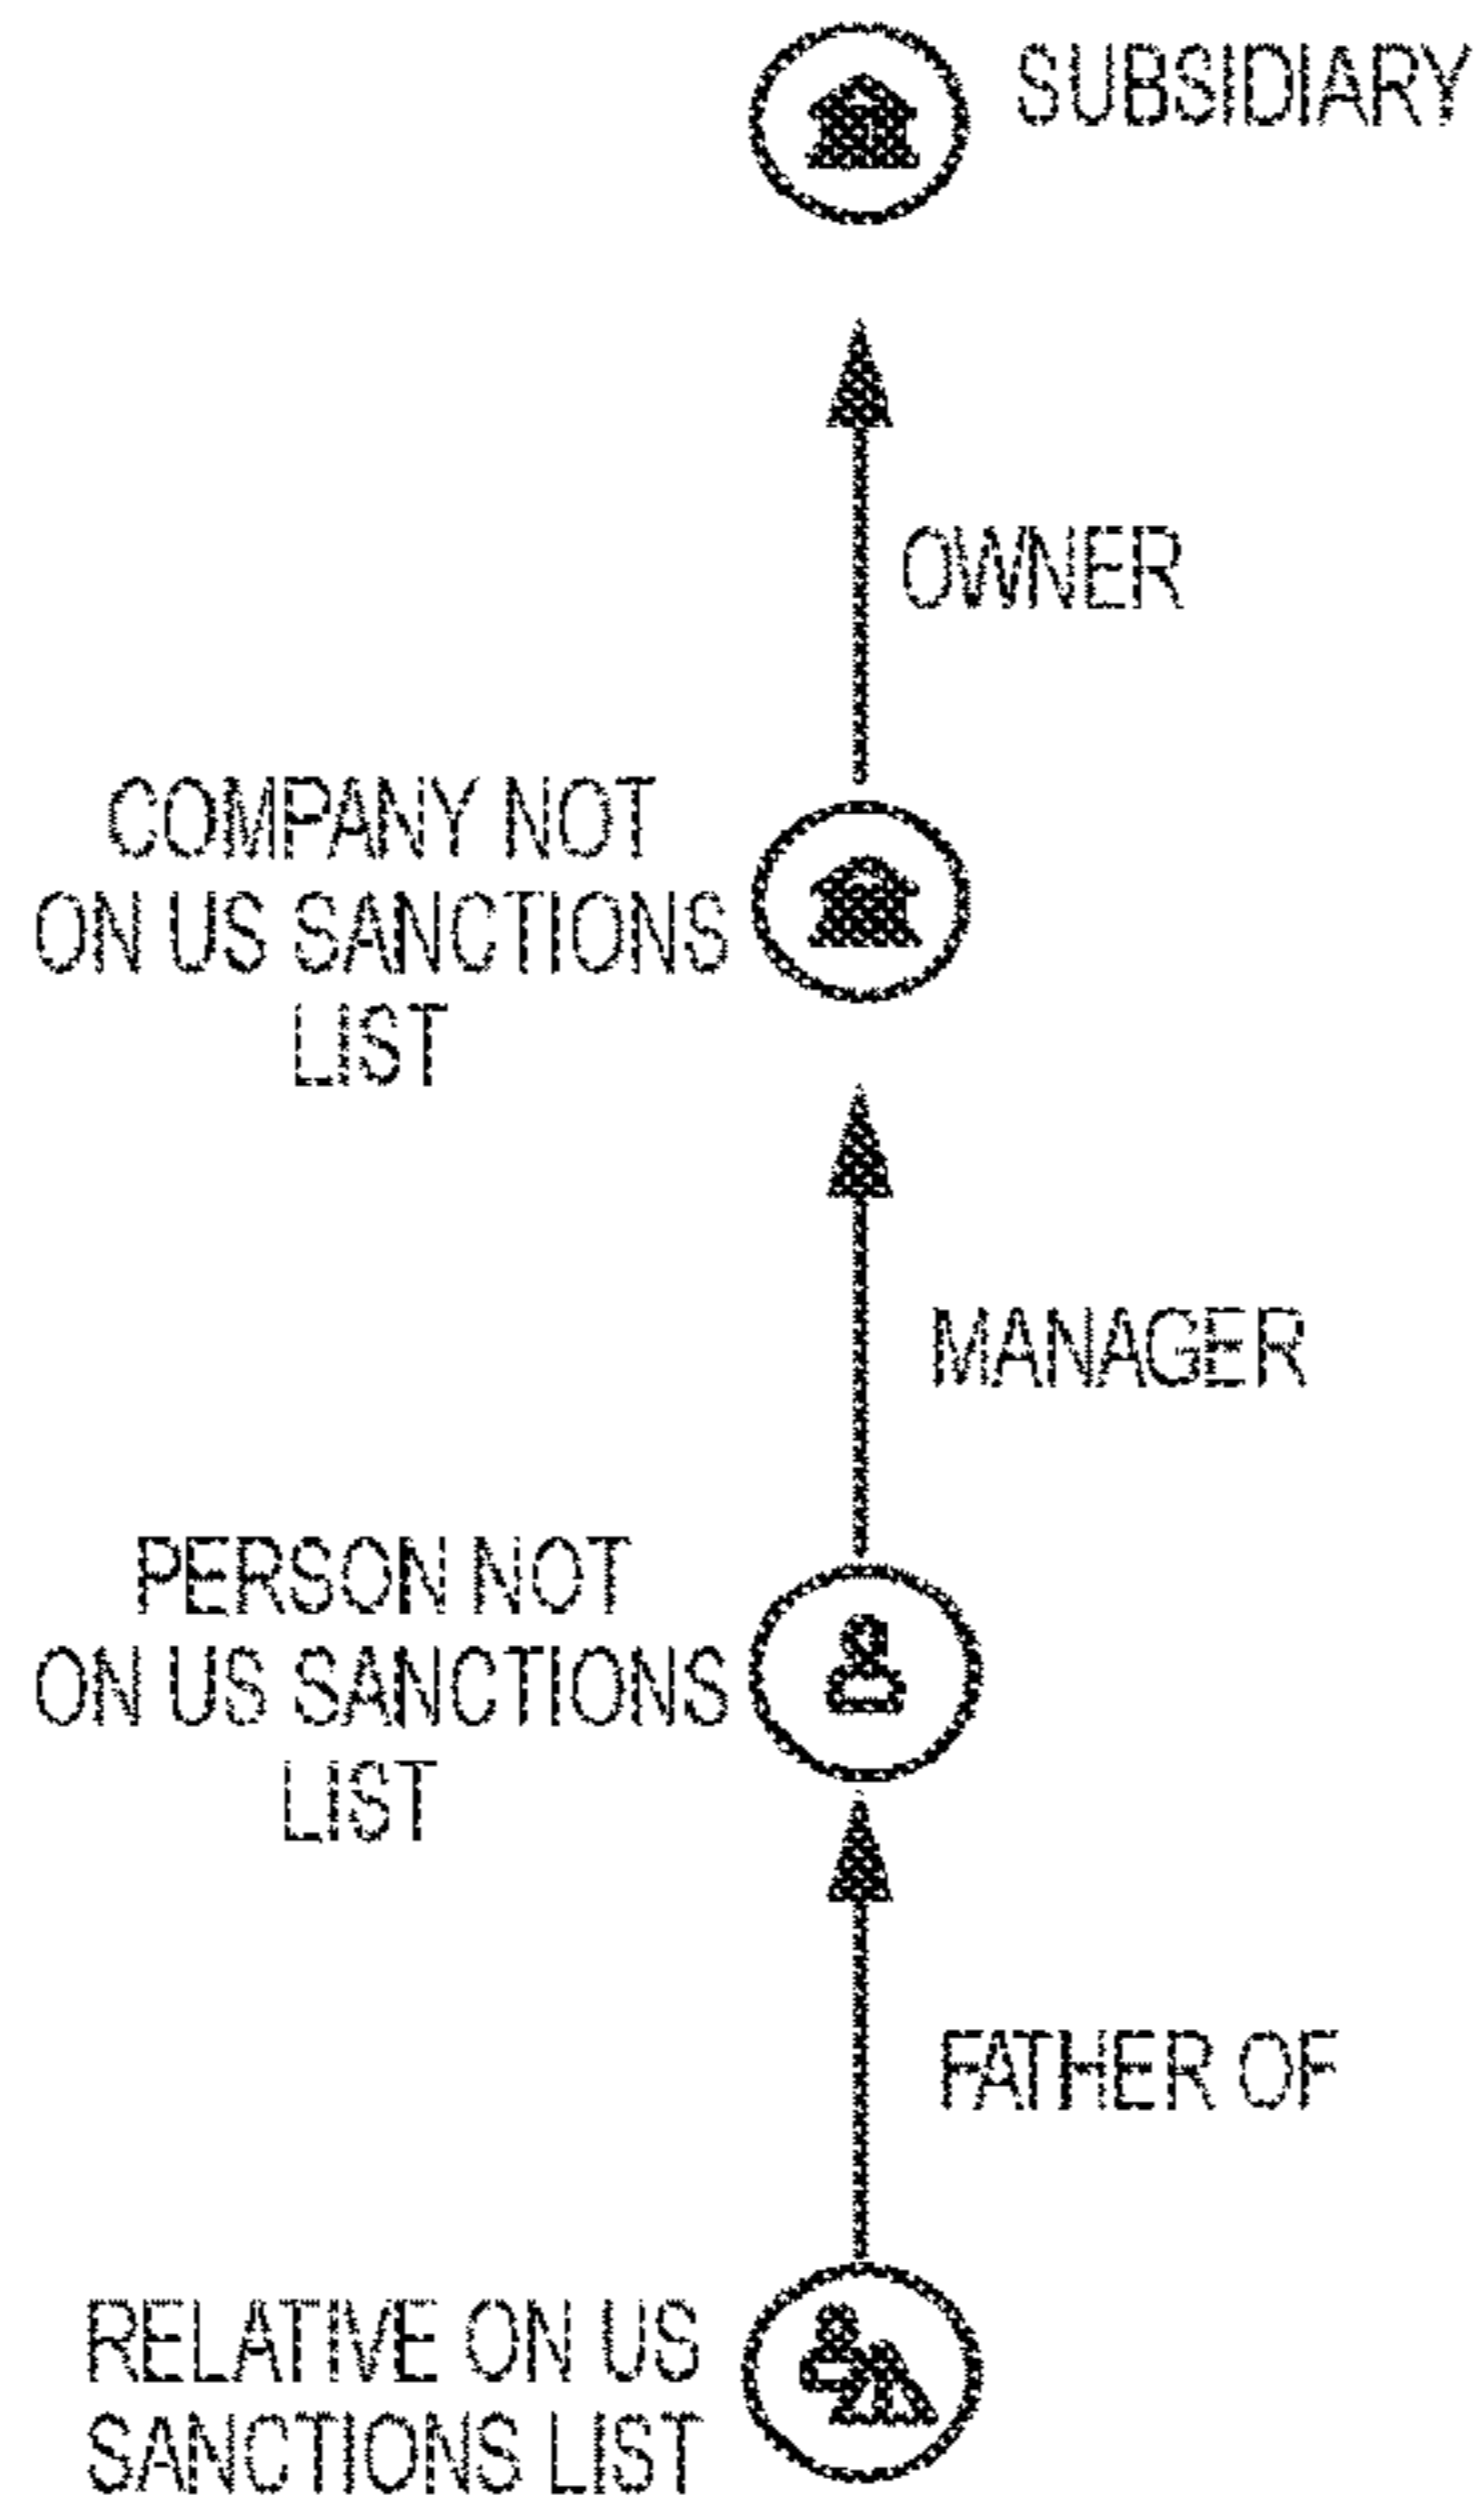 SUBSIDIARY
OWNER
COMPANY NOT
ON US SANCTIONS
LIST
MANAGER
PERSON NOT
ON US SANCTIONS
LIST
FATHER OF
RELATIVE ON US
SANCTIONS LIST